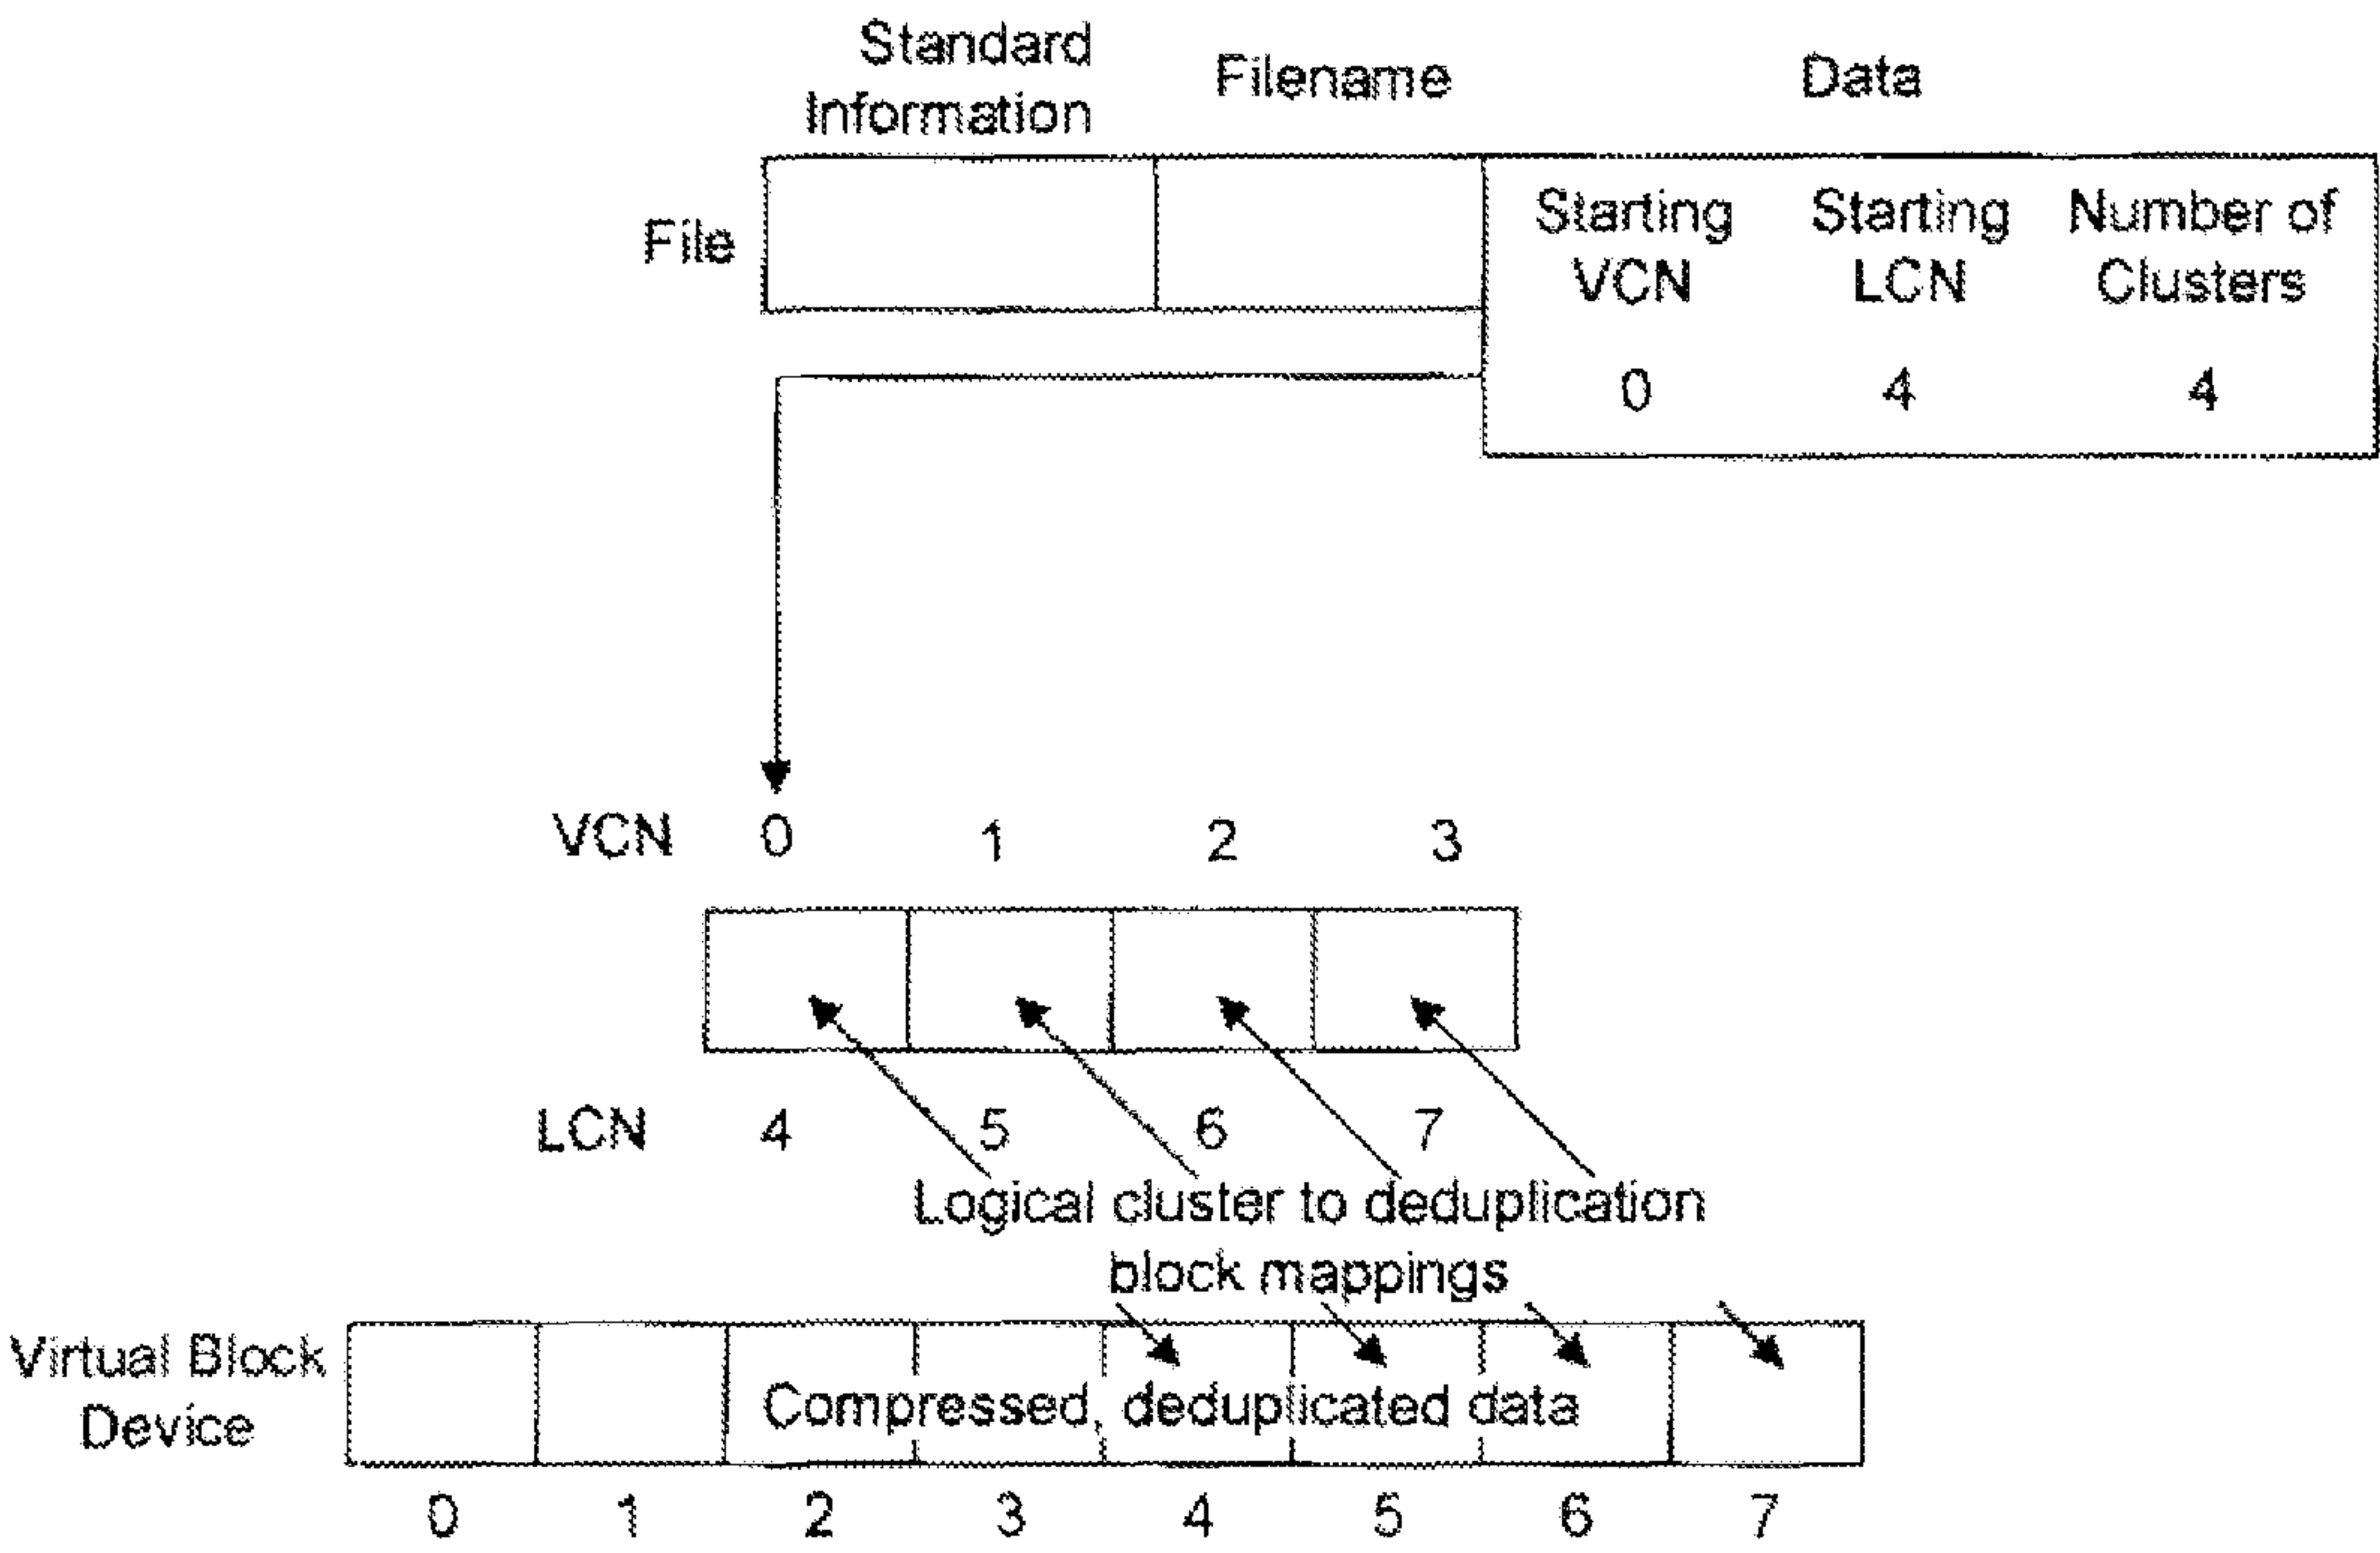 Standard
Information
Filename
Data
File
Starting
VCN
Starting
LCN
Number of
Clusters
0 4 4
VCN 0 1 2 3
LCN 4 5 6 7
Logical cluster to deduplication
block mappings
Virtual Block
Device
Compressed, deduplicated data
0 1 2 3 4 5 6 7